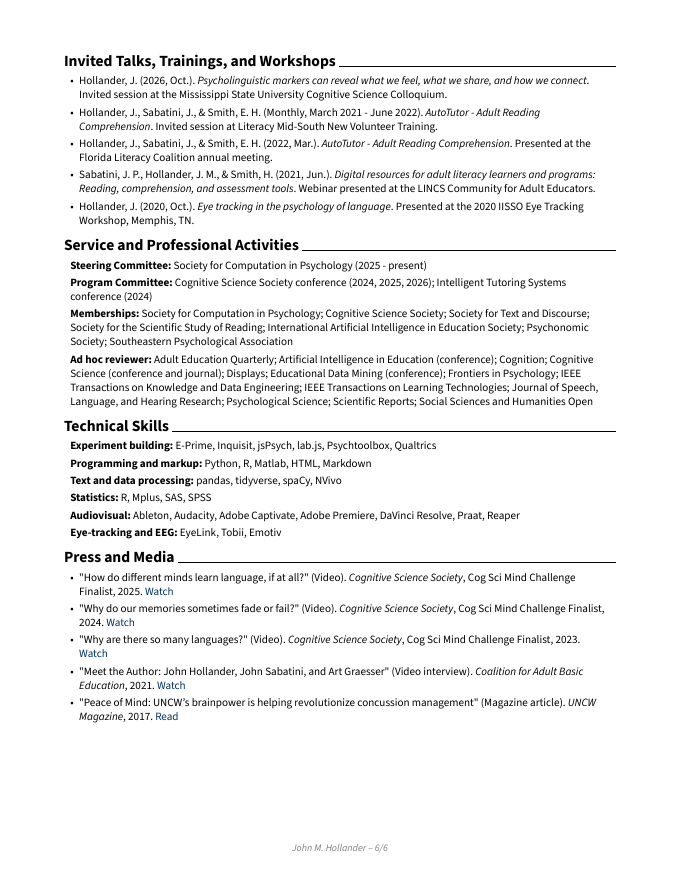 Invited Talks, Trainings, and Workshops
• Hollander, J. (2026, Oct.). Psycholinguistic markers can reveal what we feel, what we share, and how we connect.
Invited session at the Mississippi State University Cognitive Science Colloquium.
• Hollander, J., Sabatini, J., & Smith, E. H. (Monthly, March 2021 - June 2022). AutoTutor - Adult Reading
Comprehension. Invited session at Literacy Mid-South New Volunteer Training.
• Hollander, J., Sabatini, J., & Smith, E. H. (2022, Mar.). AutoTutor - Adult Reading Comprehension. Presented at the
Florida Literacy Coalition annual meeting.
• Sabatini, J. P., Hollander, J. M., & Smith, H. (2021, Jun.). Digital resources for adult literacy learners and programs:
Reading, comprehension, and assessment tools. Webinar presented at the LINCS Community for Adult Educators.
• Hollander, J. (2020, Oct.). Eye tracking in the psychology of language. Presented at the 2020 IISSO Eye Tracking
Workshop, Memphis, TN.
Service and Professional Activities
Steering Committee: Society for Computation in Psychology (2025 - present)
Program Committee: Cognitive Science Society conference (2024, 2025, 2026); Intelligent Tutoring Systems
conference (2024)
Memberships: Society for Computation in Psychology; Cognitive Science Society; Society for Text and Discourse;
Society for the Scientific Study of Reading; International Artificial Intelligence in Education Society; Psychonomic
Society; Southeastern Psychological Association
Ad hoc reviewer: Adult Education Quarterly; Artificial Intelligence in Education (conference); Cognition; Cognitive
Science (conference and journal); Displays; Educational Data Mining (conference); Frontiers in Psychology; IEEE
Transactions on Knowledge and Data Engineering; IEEE Transactions on Learning Technologies; Journal of Speech,
Language, and Hearing Research; Psychological Science; Scientific Reports; Social Sciences and Humanities Open
Technical Skills
Experiment building: E-Prime, Inquisit, jsPsych, lab.js, Psychtoolbox, Qualtrics
Programming and markup: Python, R, Matlab, HTML, Markdown
Text and data processing: pandas, tidyverse, spaCy, NVivo
Statistics: R, Mplus, SAS, SPSS
Audiovisual: Ableton, Audacity, Adobe Captivate, Adobe Premiere, DaVinci Resolve, Praat, Reaper
Eye-tracking and EEG: EyeLink, Tobii, Emotiv
Press and Media
• "How do different minds learn language, if at all?" (Video). Cognitive Science Society, Cog Sci Mind Challenge
Finalist, 2025. Watch
• "Why do our memories sometimes fade or fail?" (Video). Cognitive Science Society, Cog Sci Mind Challenge Finalist,
2024. Watch
• "Why are there so many languages?" (Video). Cognitive Science Society, Cog Sci Mind Challenge Finalist, 2023.
Watch
• "Meet the Author: John Hollander, John Sabatini, and Art Graesser" (Video interview). Coalition for Adult Basic
Education, 2021. Watch
• "Peace of Mind: UNCW’s brainpower is helping revolutionize concussion management" (Magazine article). UNCW
Magazine, 2017. Read
John M. Hollander – 6/6